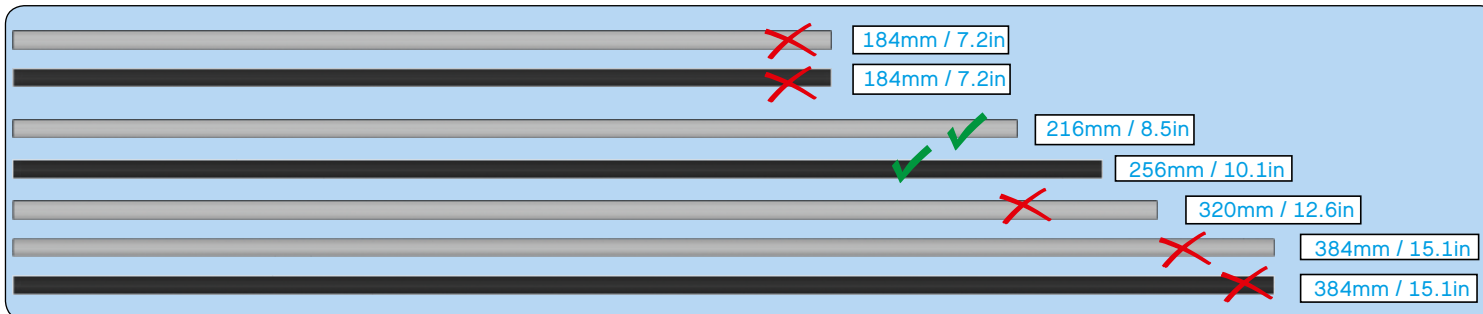 184mm / 7.2in
184mm / 7.2in
216mm / 8.5in
256mm / 10.1in
320mm / 12.6in
384mm / 15.1in
384mm / 15.1in